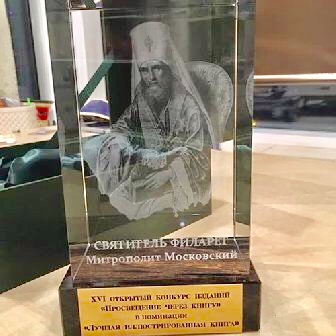 СВЯТИТЕЛЬ ФИЛАРЕТ
Митрополит Московский
XVI ОТКРЫТЫЙ КОНКУРС ИЗДАНИЙ
«ПРОСВЕЩЕНИЕ ЧЕРЕЗ КНИГУ»
В НОМИНАЦИИ
«ЛУЧШАЯ ИЛЛЮСТРИРОВАННАЯ КНИГА»